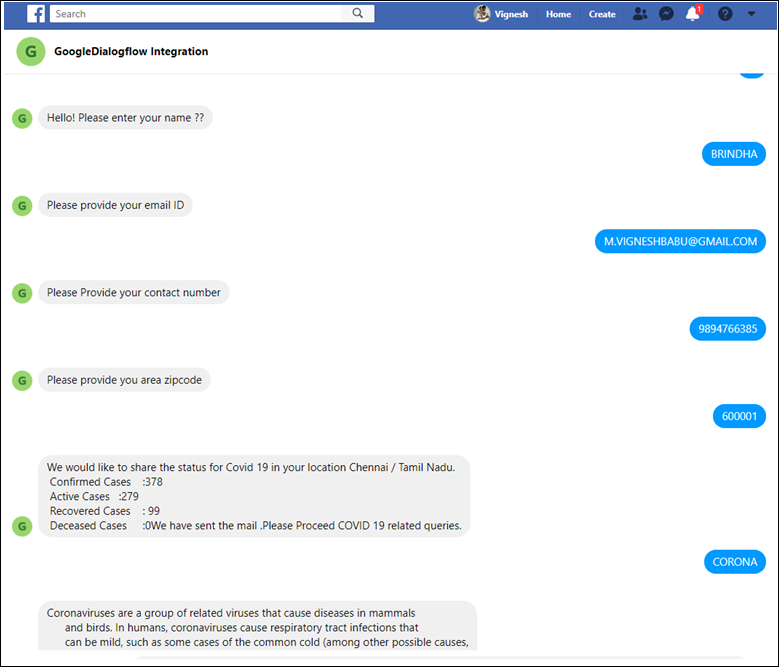 f Search Vignesh Home Create 1 ?
G GoogleDialogflow Integration
G Hello! Please enter your name ??
BRINDHA
G Please provide your email ID
M.VIGNESHBABU@GMAIL.COM
G Please Provide your contact number
9894766385
G Please provide you area zipcode
600001
We would like to share the status for Covid 19 in your location Chennai / Tamil Nadu.
Confirmed Cases :378
Active Cases :279
Recovered Cases : 99
G Deceased Cases :0We have sent the mail .Please Proceed COVID 19 related queries.
CORONA
Coronaviruses are a group of related viruses that cause diseases in mammals
and birds. In humans, coronaviruses cause respiratory tract infections that
can be mild, such as some cases of the common cold (among other possible causes,